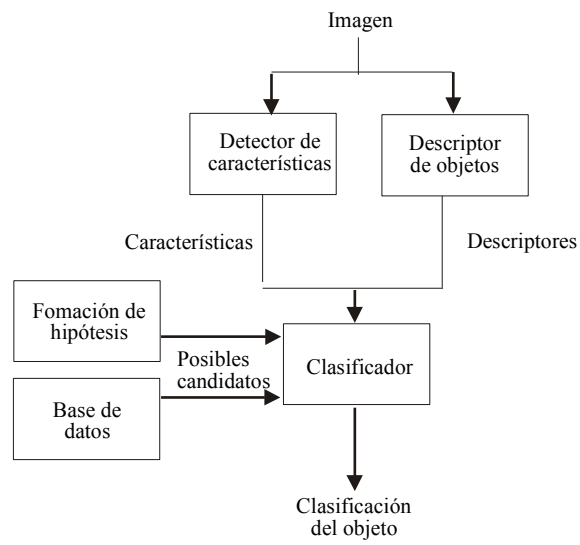 Imagen
Detector de
características
Descriptor
de objetos
Características
Descriptores
Fomación de
hipótesis
Posibles
candidatos
Clasificador
Base de
datos
Clasificación
del objeto